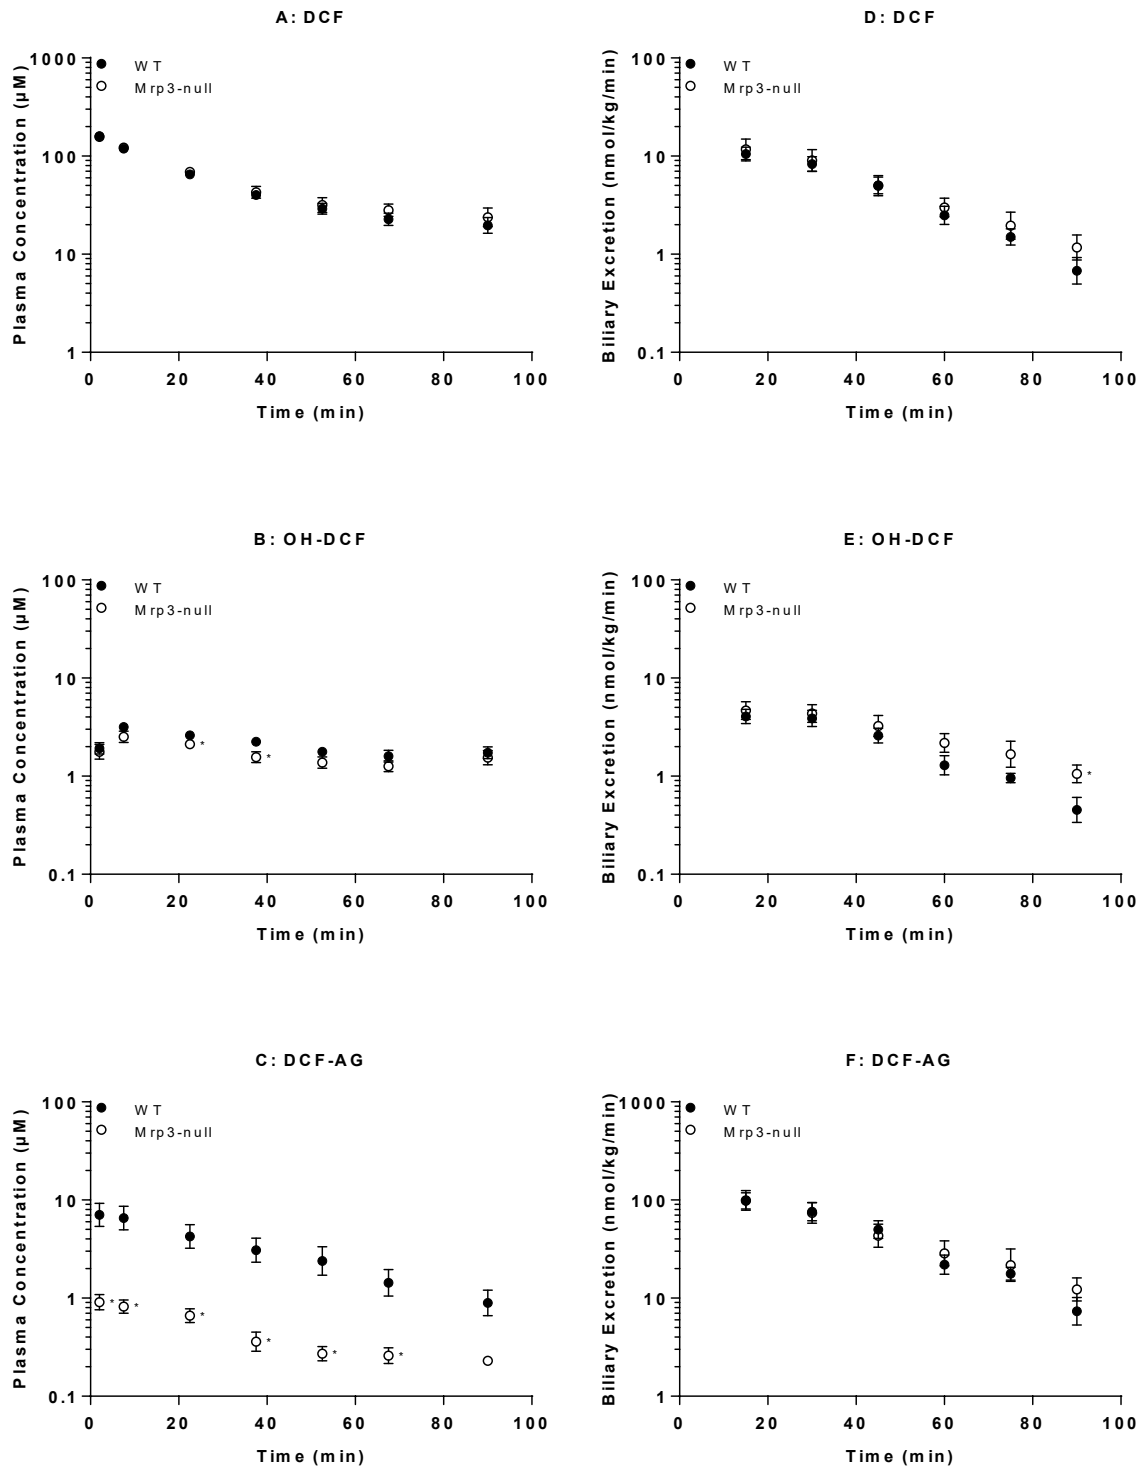 A: DCF
Plasma Concentration (µM)
1000
100
10
1
WT
Mrp3-null
0 20 40 60 80 100
Time (min)
D: DCF
Biliary Excretion (nmol/kg/min)
100
10
1
0.1
WT
Mrp3-null
0 20 40 60 80 100
Time (min)
B: OH-DCF
Plasma Concentration (µM)
100
10
1
0.1
WT
Mrp3-null
* *
0 20 40 60 80 100
Time (min)
E: OH-DCF
Biliary Excretion (nmol/kg/min)
100
10
1
0.1
WT
Mrp3-null
*
0 20 40 60 80 100
Time (min)
C: DCF-AG
Plasma Concentration (µM)
100
10
1
0.1
WT
Mrp3-null
* * * * * *
0 20 40 60 80 100
Time (min)
F: DCF-AG
Biliary Excretion (nmol/kg/min)
1000
100
10
1
WT
Mrp3-null
0 20 40 60 80 100
Time (min)